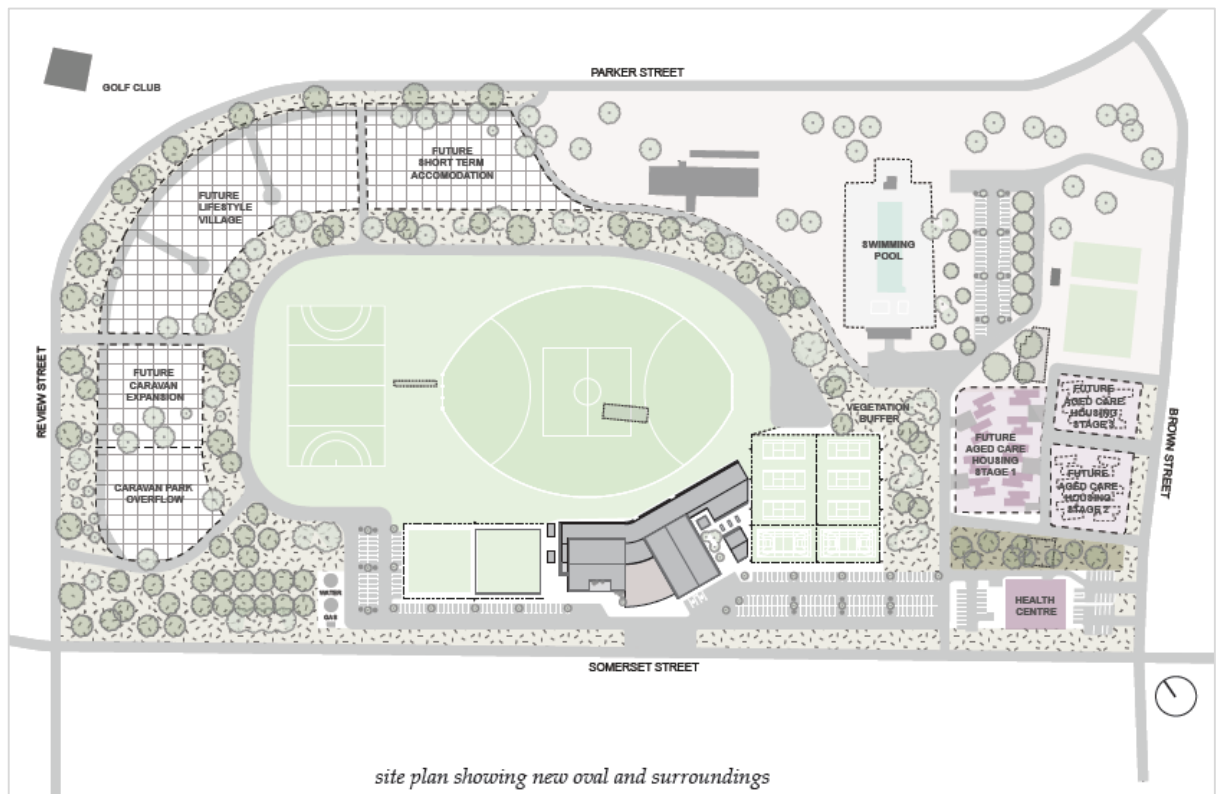 PARKER STREET
GOLF CLUB
FUTURE
SHORT TERM
ACCOMODATION
FUTURE
LIFESTYLE
VILLAGE
SWIMMING
POOL
REVIEW STREET
FUTURE
CARAVAN
EXPANSION
CARAVAN PARK
OVERFLOW
VEGETATION
BUFFER
FUTURE
AGED CARE
HOUSING
STAGE 1
FUTURE
AGED CARE
HOUSING
STAGE 3
FUTURE
AGED CARE
HOUSING
STAGE 2
BROWN STREET
WATER
GAS
HEALTH
CENTRE
SOMERSET STREET
site plan showing new oval and surroundings